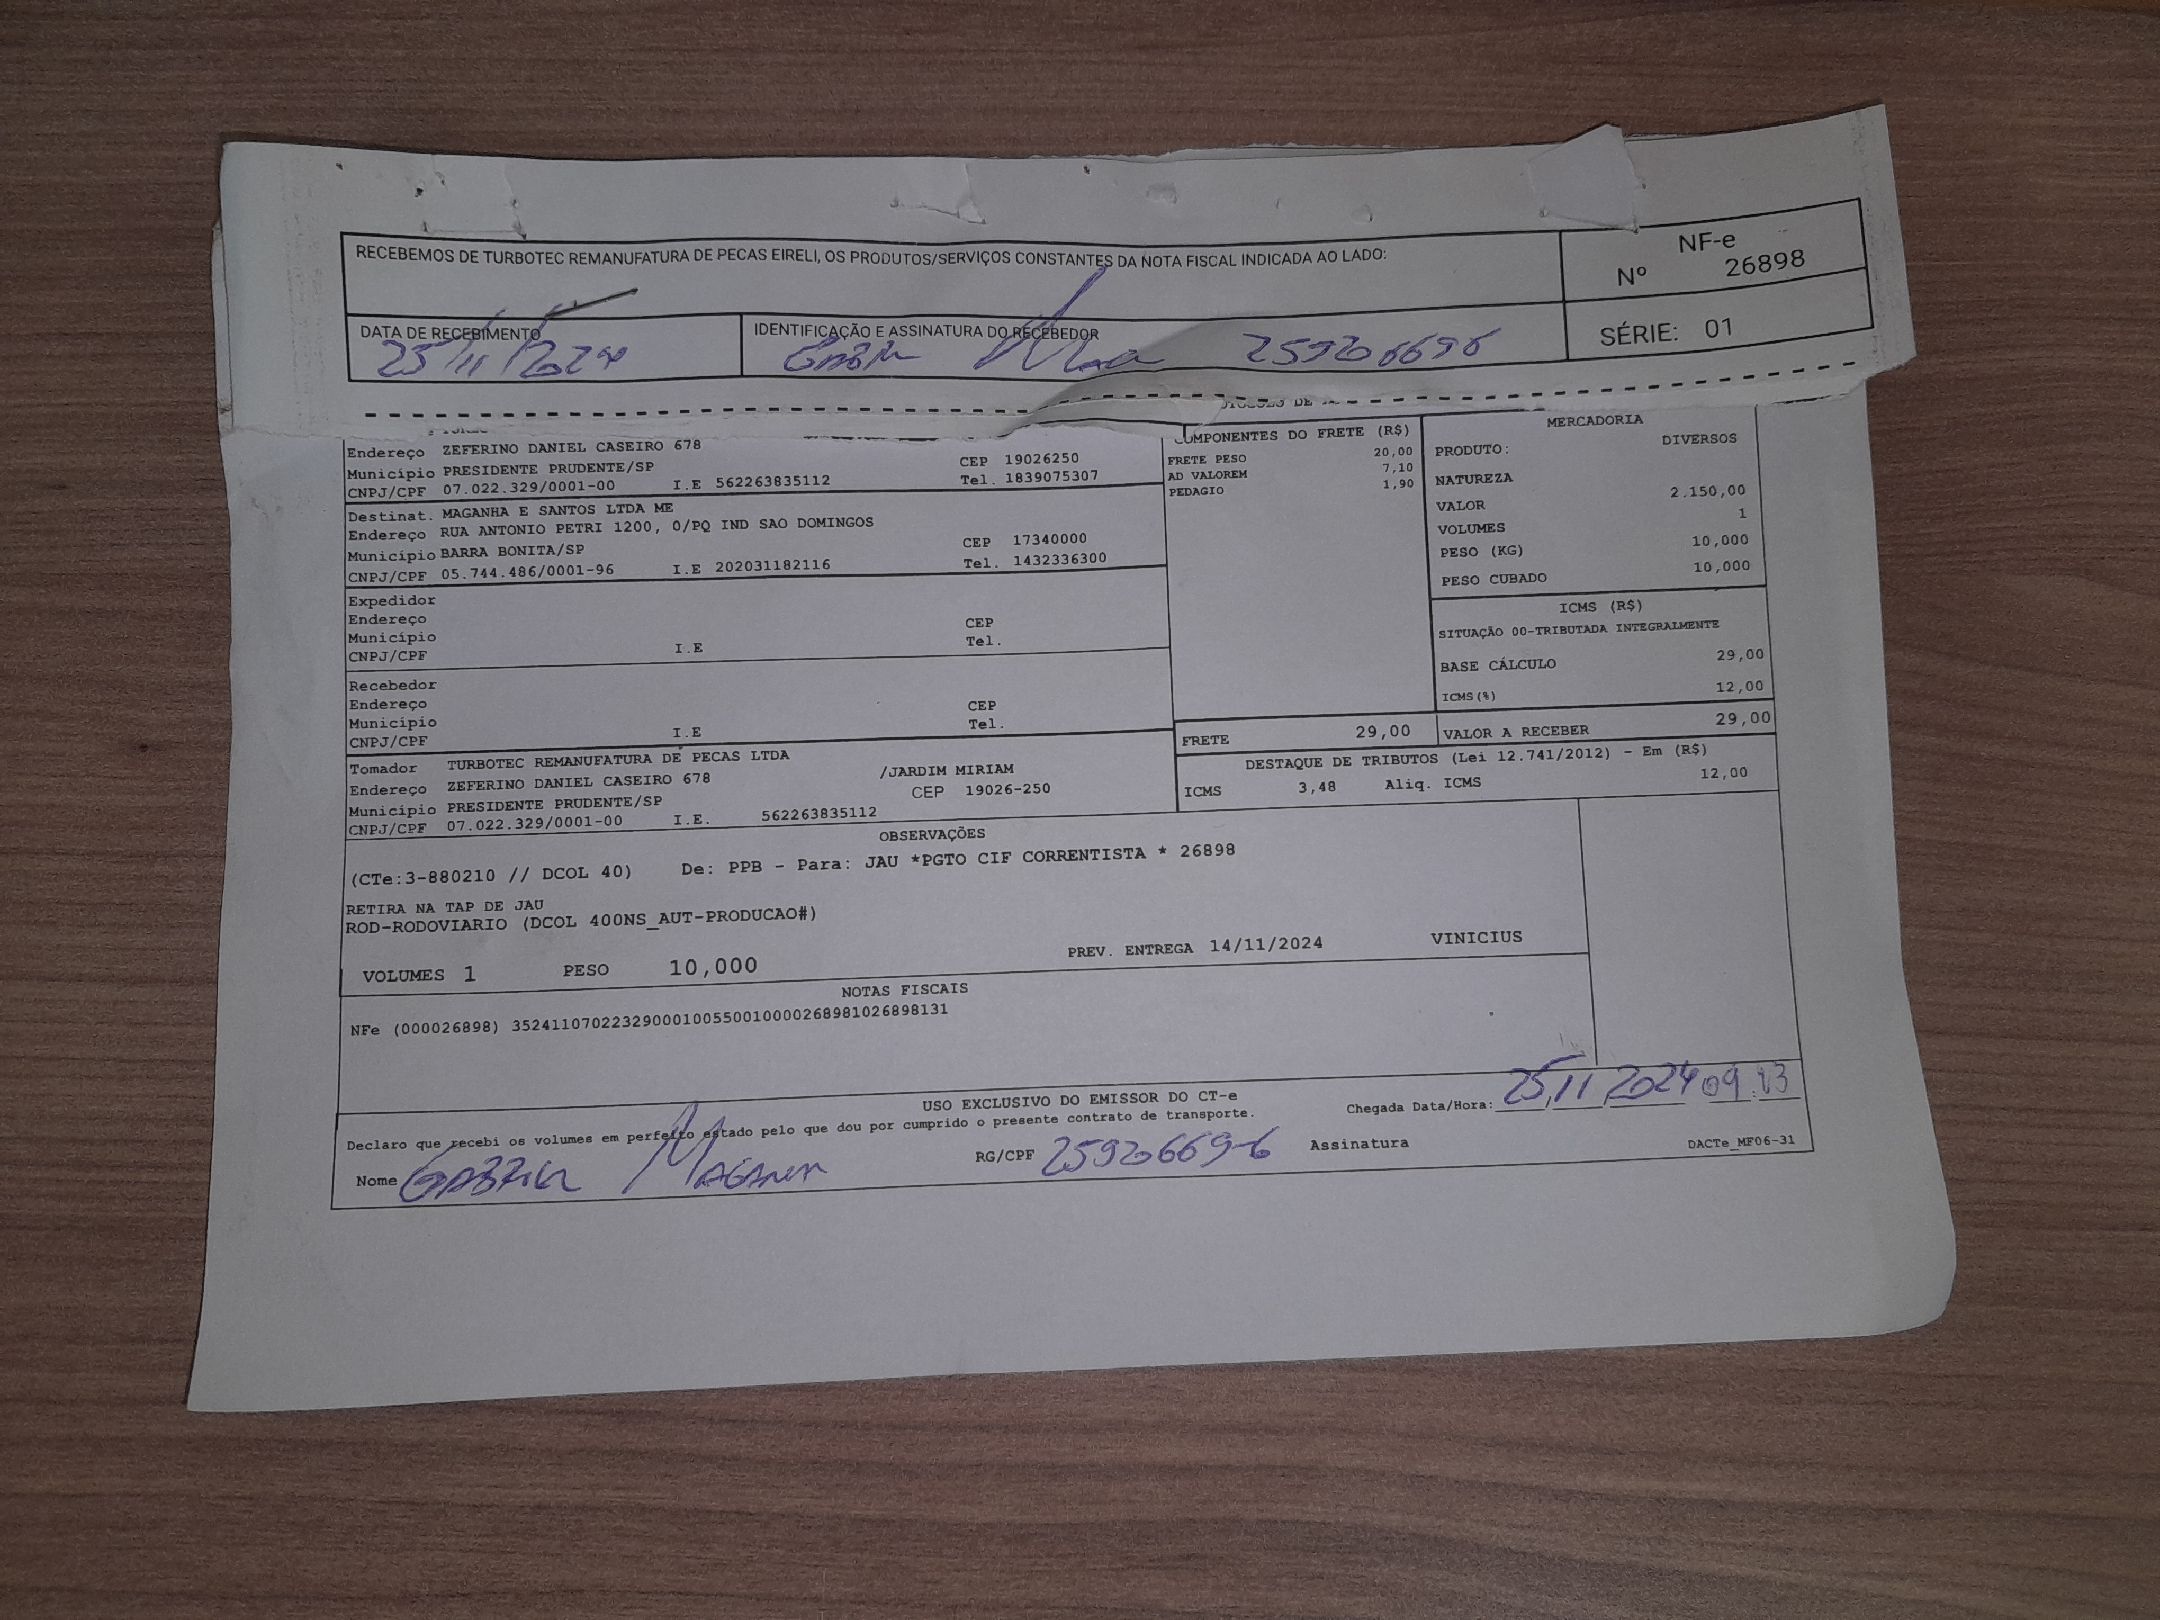 RECEBEMOS DE TURBOTEC REMANUFATURA DE PECAS EIRELI, OS PRODUTOS/SERVIÇOS CONSTANTES DA NOTA FISCAL INDICADA AO LADO:
NF-e
Nº 26898
SÉRIE: 01
DATA DE RECEBIMENTO
25/11/2024
IDENTIFICAÇÃO E ASSINATURA DO RECEBEDOR
259206696
Endereço ZEFERINO DANIEL CASEIRO 678
Município PRESIDENTE PRUDENTE/SP CEP 19026250
CNPJ/CPF 07.022.329/0001-00 I.E 562263835112 Tel. 1839075307
Destinat. MAGANHA E SANTOS LTDA ME
Endereço RUA ANTONIO PETRI 1200, 0/PQ IND SAO DOMINGOS
Município BARRA BONITA/SP CEP 17340000
CNPJ/CPF 05.744.486/0001-96 I.E 202031182116 Tel. 1432336300
Expedidor
Endereço
Município CEP
CNPJ/CPF I.E Tel.
Recebedor
Endereço
Município CEP
CNPJ/CPF I.E Tel.
Tomador TURBOTEC REMANUFATURA DE PECAS LTDA
Endereço ZEFERINO DANIEL CASEIRO 678 /JARDIM MIRIAM
Município PRESIDENTE PRUDENTE/SP CEP 19026-250
CNPJ/CPF 07.022.329/0001-00 I.E. 562263835112
COMPONENTES DO FRETE (R$)
FRETE PESO 20,00
AD VALOREM 7,10
PEDAGIO 1,90
FRETE 29,00
MERCADORIA
PRODUTO: DIVERSOS
NATUREZA
VALOR 2.150,00
VOLUMES 1
PESO (KG) 10,000
PESO CUBADO 10,000
ICMS (R$)
SITUAÇÃO 00-TRIBUTADA INTEGRALMENTE
BASE CÁLCULO 29,00
ICMS(%) 12,00
VALOR A RECEBER 29,00
DESTAQUE DE TRIBUTOS (Lei 12.741/2012) - Em (R$)
ICMS 3,48 Aliq. ICMS 12,00
OBSERVAÇÕES
(CTe:3-880210 // DCOL 40) De: PPB - Para: JAU *PGTO CIF CORRENTISTA * 26898
RETIRA NA TAP DE JAU
ROD-RODOVIARIO (DCOL 400NS_AUT-PRODUCAO#)
VOLUMES 1 PESO 10,000 PREV. ENTREGA 14/11/2024 VINICIUS
NOTAS FISCAIS
NFe (000026898) 35241107022329000100550010000268981026898131
USO EXCLUSIVO DO EMISSOR DO CT-e
Declaro que recebi os volumes em perfeito estado pelo que dou por cumprido o presente contrato de transporte.
Chegada Data/Hora: 25/11/2024 09:13
Nome GABRIEL MAGANHA RG/CPF 25920669-6 Assinatura
DACTe_MF06-31